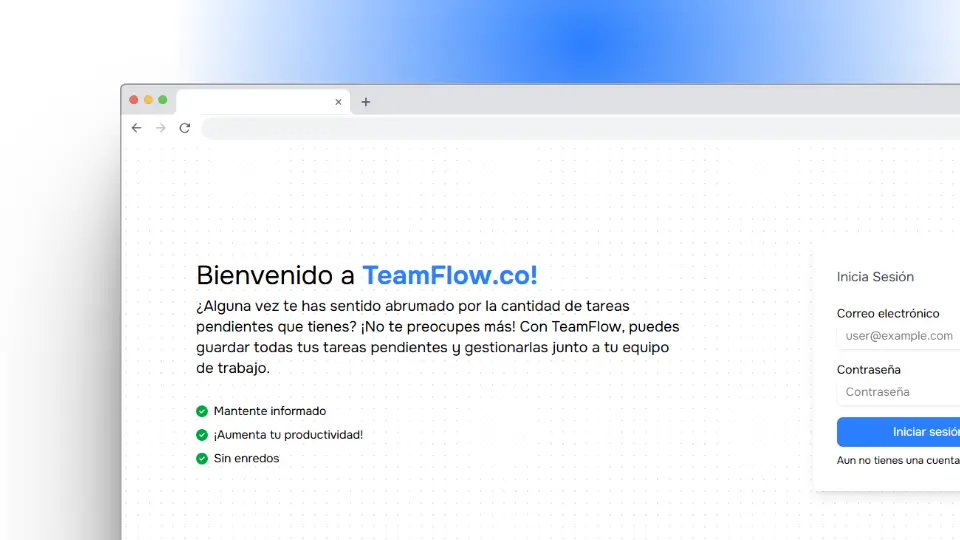 Bienvenido a TeamFlow.co!
¿Alguna vez te has sentido abrumado por la cantidad de tareas
pendientes que tienes? ¡No te preocupes más! Con TeamFlow, puedes
guardar todas tus tareas pendientes y gestionarlas junto a tu equipo
de trabajo.
Mantente informado
¡Aumenta tu productividad!
Sin enredos
Inicia Sesión
Correo electrónico
user@example.com
Contraseña
Contraseña
Iniciar sesión
Aun no tienes una cuenta